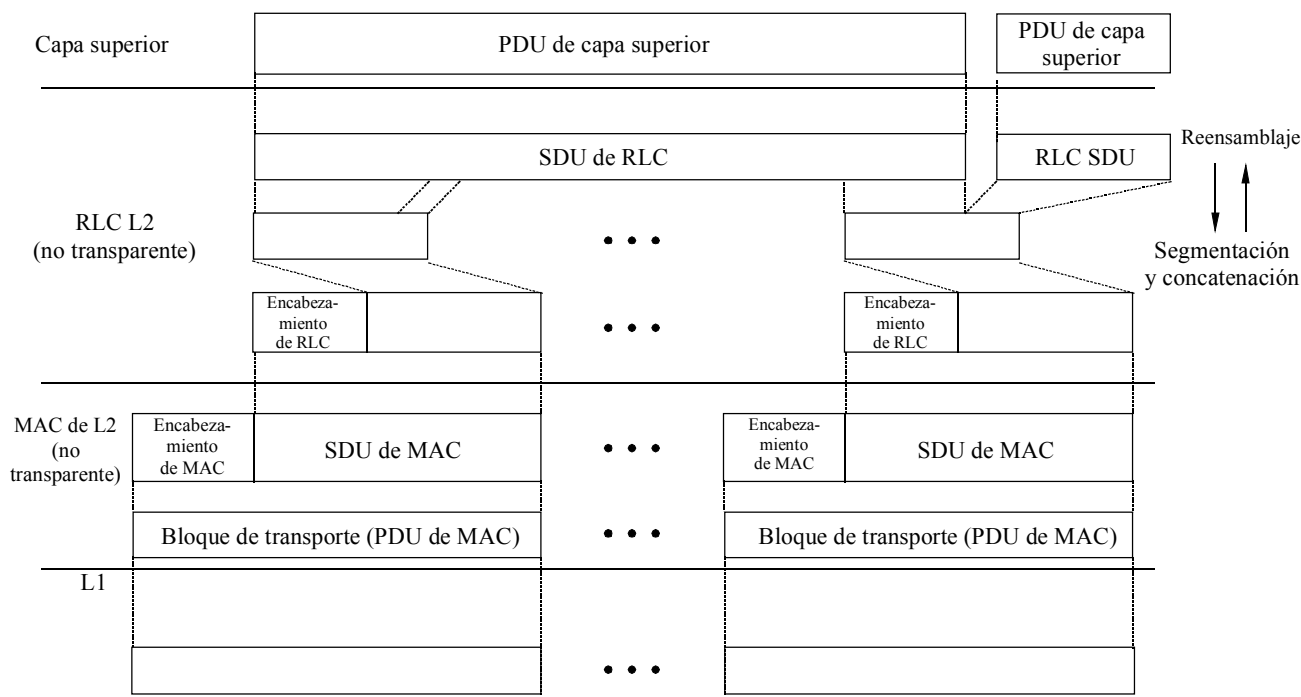 Capa superior
PDU de capa superior
PDU de capa
superior
SDU de RLC
RLC SDU
Reensamblaje
RLC L2
(no transparente)
Segmentación
y concatenación
Encabeza-
miento
de RLC
Encabeza-
miento
de RLC
MAC de L2
(no
transparente)
Encabeza-
miento
de MAC
SDU de MAC
Encabeza-
miento
de MAC
SDU de MAC
Bloque de transporte (PDU de MAC)
Bloque de transporte (PDU de MAC)
L1